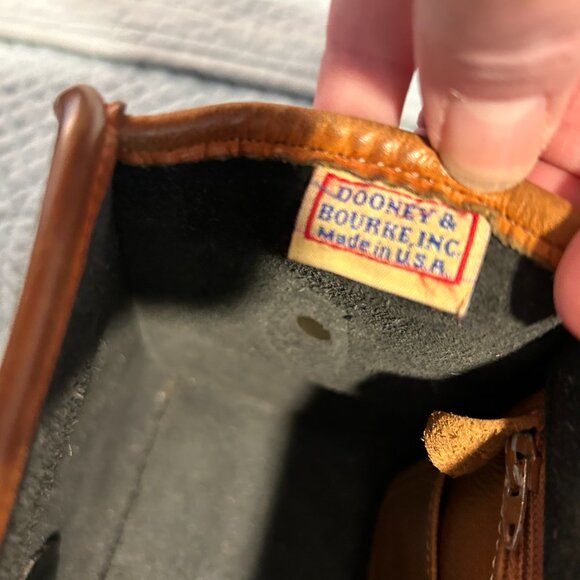 DOONEY &
BOURKE, INC.
Made in U.S.A